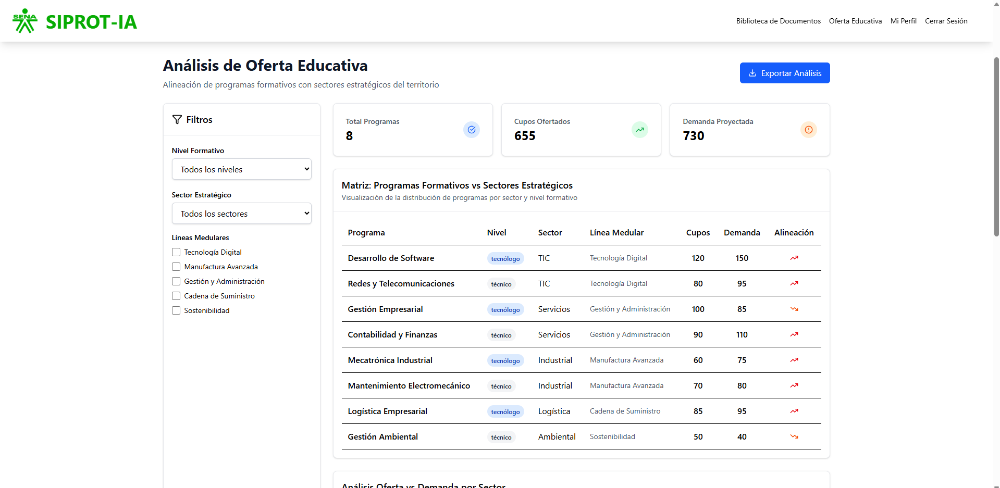 SENA
SIPROT-IA
Biblioteca de Documentos Oferta Educativa Mi Perfil Cerrar Sesión
Análisis de Oferta Educativa
Alineación de programas formativos con sectores estratégicos del territorio
Exportar Análisis
Filtros
Nivel Formativo
Todos los niveles
Sector Estratégico
Todos los sectores
Líneas Medulares
Tecnología Digital
Manufactura Avanzada
Gestión y Administración
Cadena de Suministro
Sostenibilidad
Total Programas
8
Cupos Ofertados
655
Demanda Proyectada
730
Matriz: Programas Formativos vs Sectores Estratégicos
Visualización de la distribución de programas por sector y nivel formativo
Programa Nivel Sector Línea Medular Cupos Demanda Alineación
Desarrollo de Software tecnólogo TIC Tecnología Digital 120 150
Redes y Telecomunicaciones técnico TIC Tecnología Digital 80 95
Gestión Empresarial tecnólogo Servicios Gestión y Administración 100 85
Contabilidad y Finanzas técnico Servicios Gestión y Administración 90 110
Mecatrónica Industrial tecnólogo Industrial Manufactura Avanzada 60 75
Mantenimiento Electromecánico técnico Industrial Manufactura Avanzada 70 80
Logística Empresarial tecnólogo Logística Cadena de Suministro 85 95
Gestión Ambiental técnico Ambiental Sostenibilidad 50 40
Análisis Oferta vs Demanda por Sector